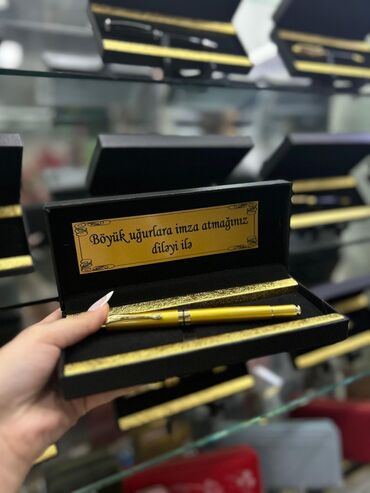 Böyük uğurlara imza atmağınız
diləyi ilə